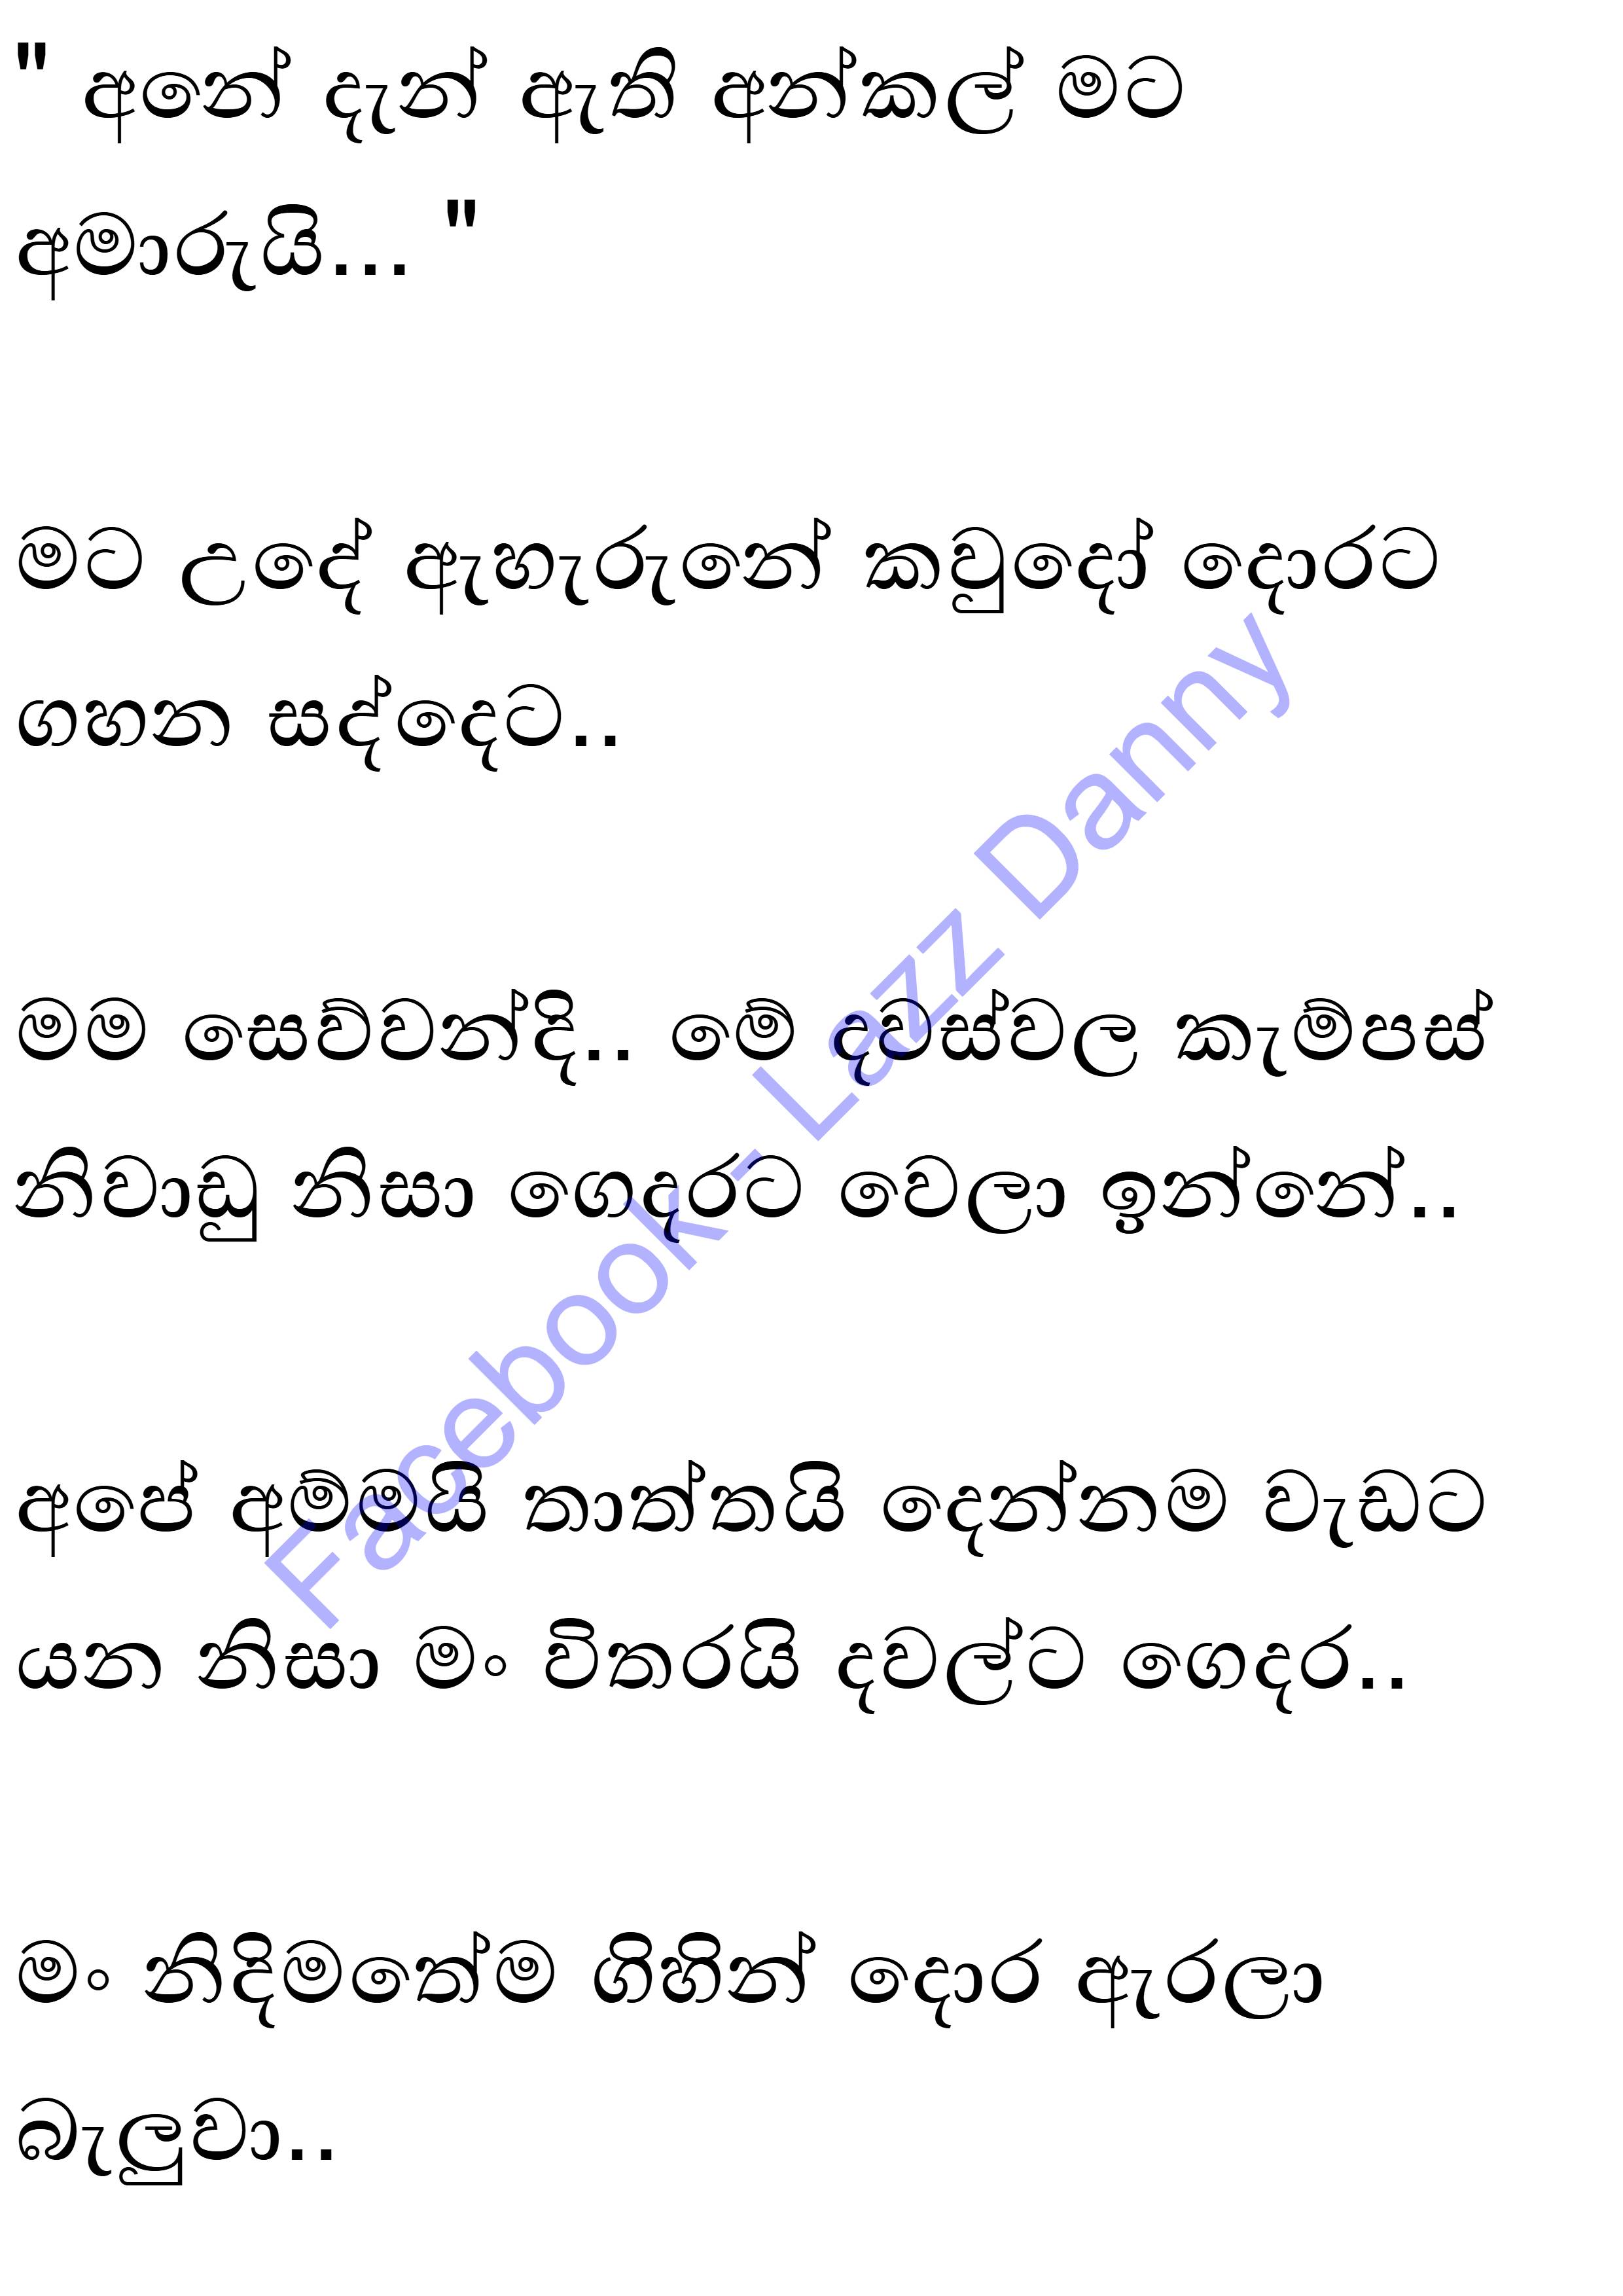 " අනේ දැන් ඇති අන්කල් මට
අමාරුයි... "
මට උදේ ඇහැරුනේ කවුදෝ දොරට
ගහන සද්දෙට..
මම සෙව්වන්දි.. මේ දවස්වල කැම්පස්
නිවාඩු නිසා ගෙදරට වෙලා ඉන්නේ..
අපේ අම්මයි තාත්තයි දෙන්නම වැඩට
යන නිසා මං විතරයි දවල්ට ගෙදර..
මං නිදිමතේම ගිහින් දොර ඇරලා
බැලුවා..
Facebook- Lazz Danny